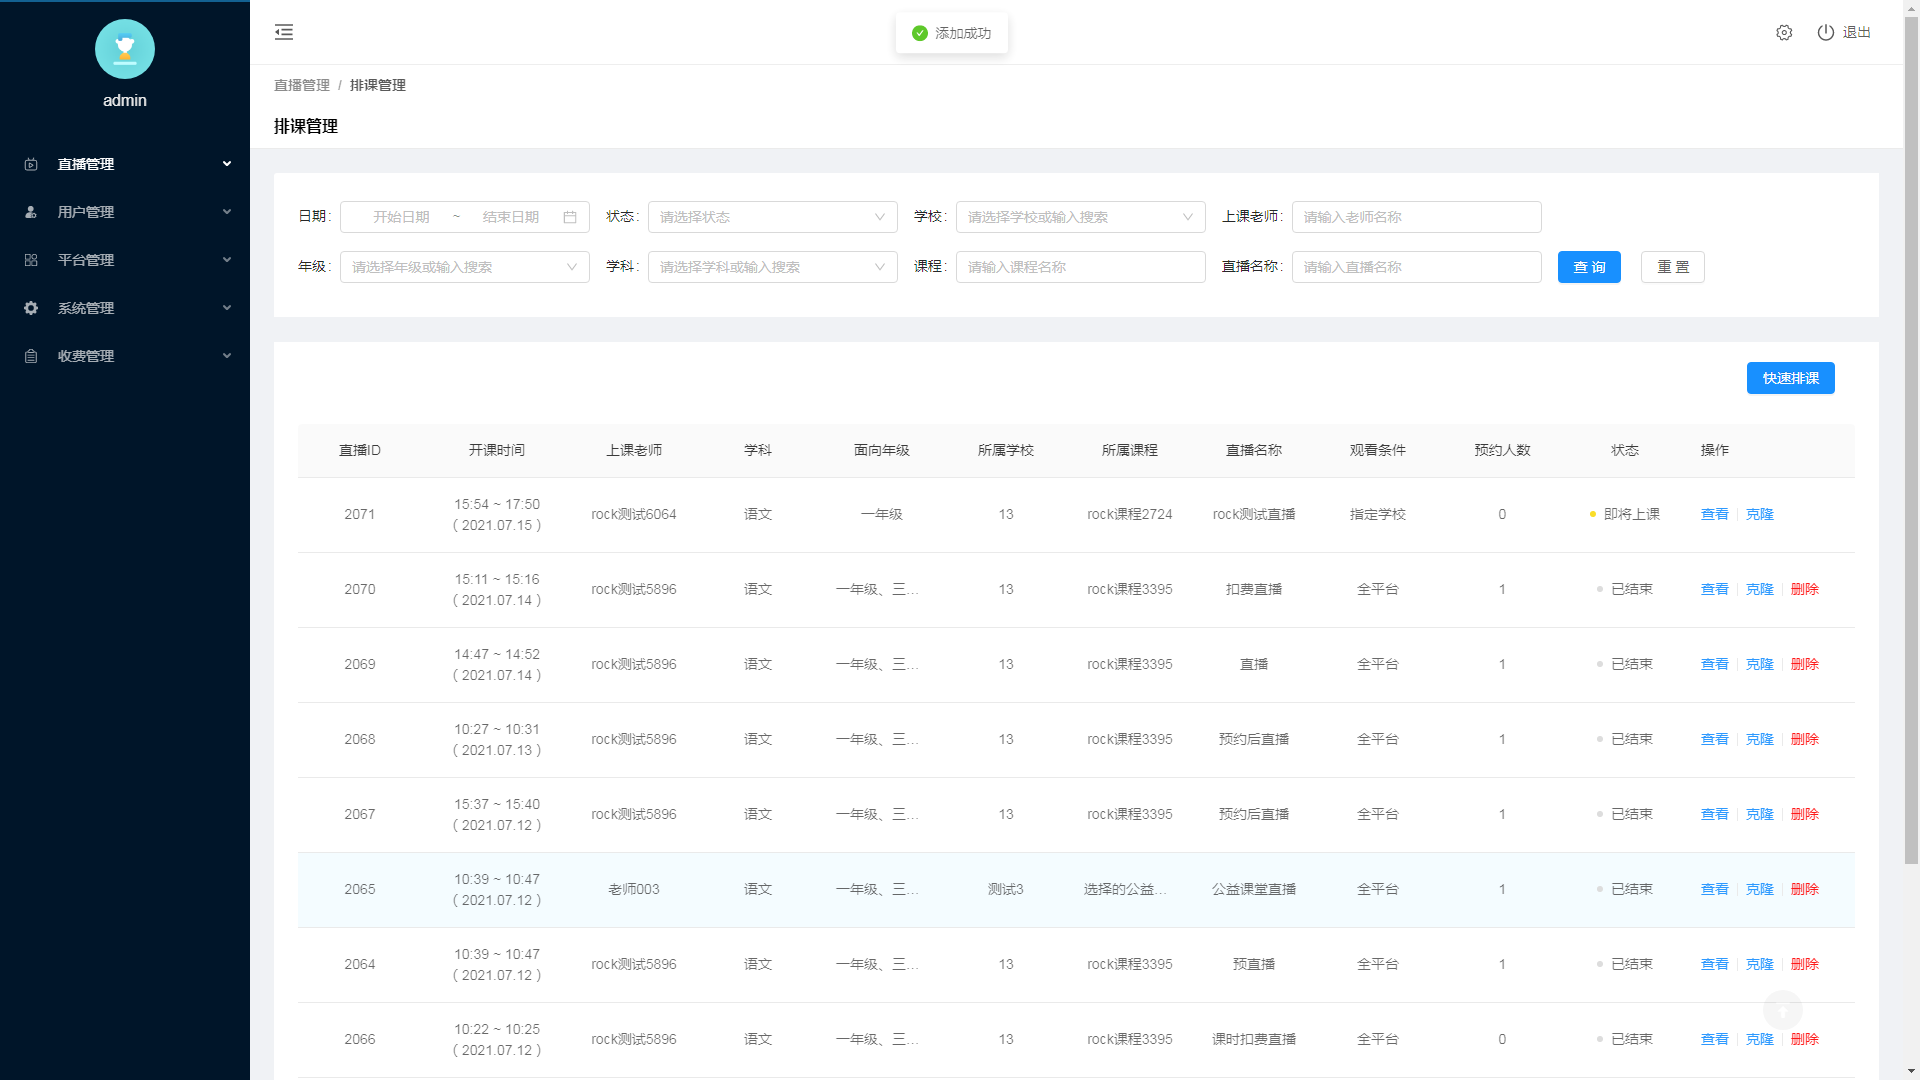 admin
直播管理
用户管理
平台管理
系统管理
收费管理
添加成功
退出
直播管理 / 排课管理
排课管理
日期: 开始日期 ~ 结束日期 状态: 请选择状态 学校: 请选择学校或输入搜索 上课老师: 请输入老师名称
年级: 请选择年级或输入搜索 学科: 请选择学科或输入搜索 课程: 请输入课程名称 直播名称: 请输入直播名称 查 询 重 置
快速排课
直播ID 开课时间 上课老师 学科 面向年级 所属学校 所属课程 直播名称 观看条件 预约人数 状态 操作
2071 15:54 ~ 17:50 ( 2021.07.15 ) rock测试6064 语文 一年级 13 rock课程2724 rock测试直播 指定学校 0 即将上课 查看 克隆
2070 15:11 ~ 15:16 ( 2021.07.14 ) rock测试5896 语文 一年级、三... 13 rock课程3395 扣费直播 全平台 1 已结束 查看 克隆 删除
2069 14:47 ~ 14:52 ( 2021.07.14 ) rock测试5896 语文 一年级、三... 13 rock课程3395 直播 全平台 1 已结束 查看 克隆 删除
2068 10:27 ~ 10:31 ( 2021.07.13 ) rock测试5896 语文 一年级、三... 13 rock课程3395 预约后直播 全平台 1 已结束 查看 克隆 删除
2067 15:37 ~ 15:40 ( 2021.07.12 ) rock测试5896 语文 一年级、三... 13 rock课程3395 预约后直播 全平台 1 已结束 查看 克隆 删除
2065 10:39 ~ 10:47 ( 2021.07.12 ) 老师003 语文 一年级、三... 测试3 选择的公益... 公益课堂直播 全平台 1 已结束 查看 克隆 删除
2064 10:39 ~ 10:47 ( 2021.07.12 ) rock测试5896 语文 一年级、三... 13 rock课程3395 预直播 全平台 1 已结束 查看 克隆 删除
2066 10:22 ~ 10:25 ( 2021.07.12 ) rock测试5896 语文 一年级、三... 13 rock课程3395 课时扣费直播 全平台 0 已结束 查看 克隆 删除